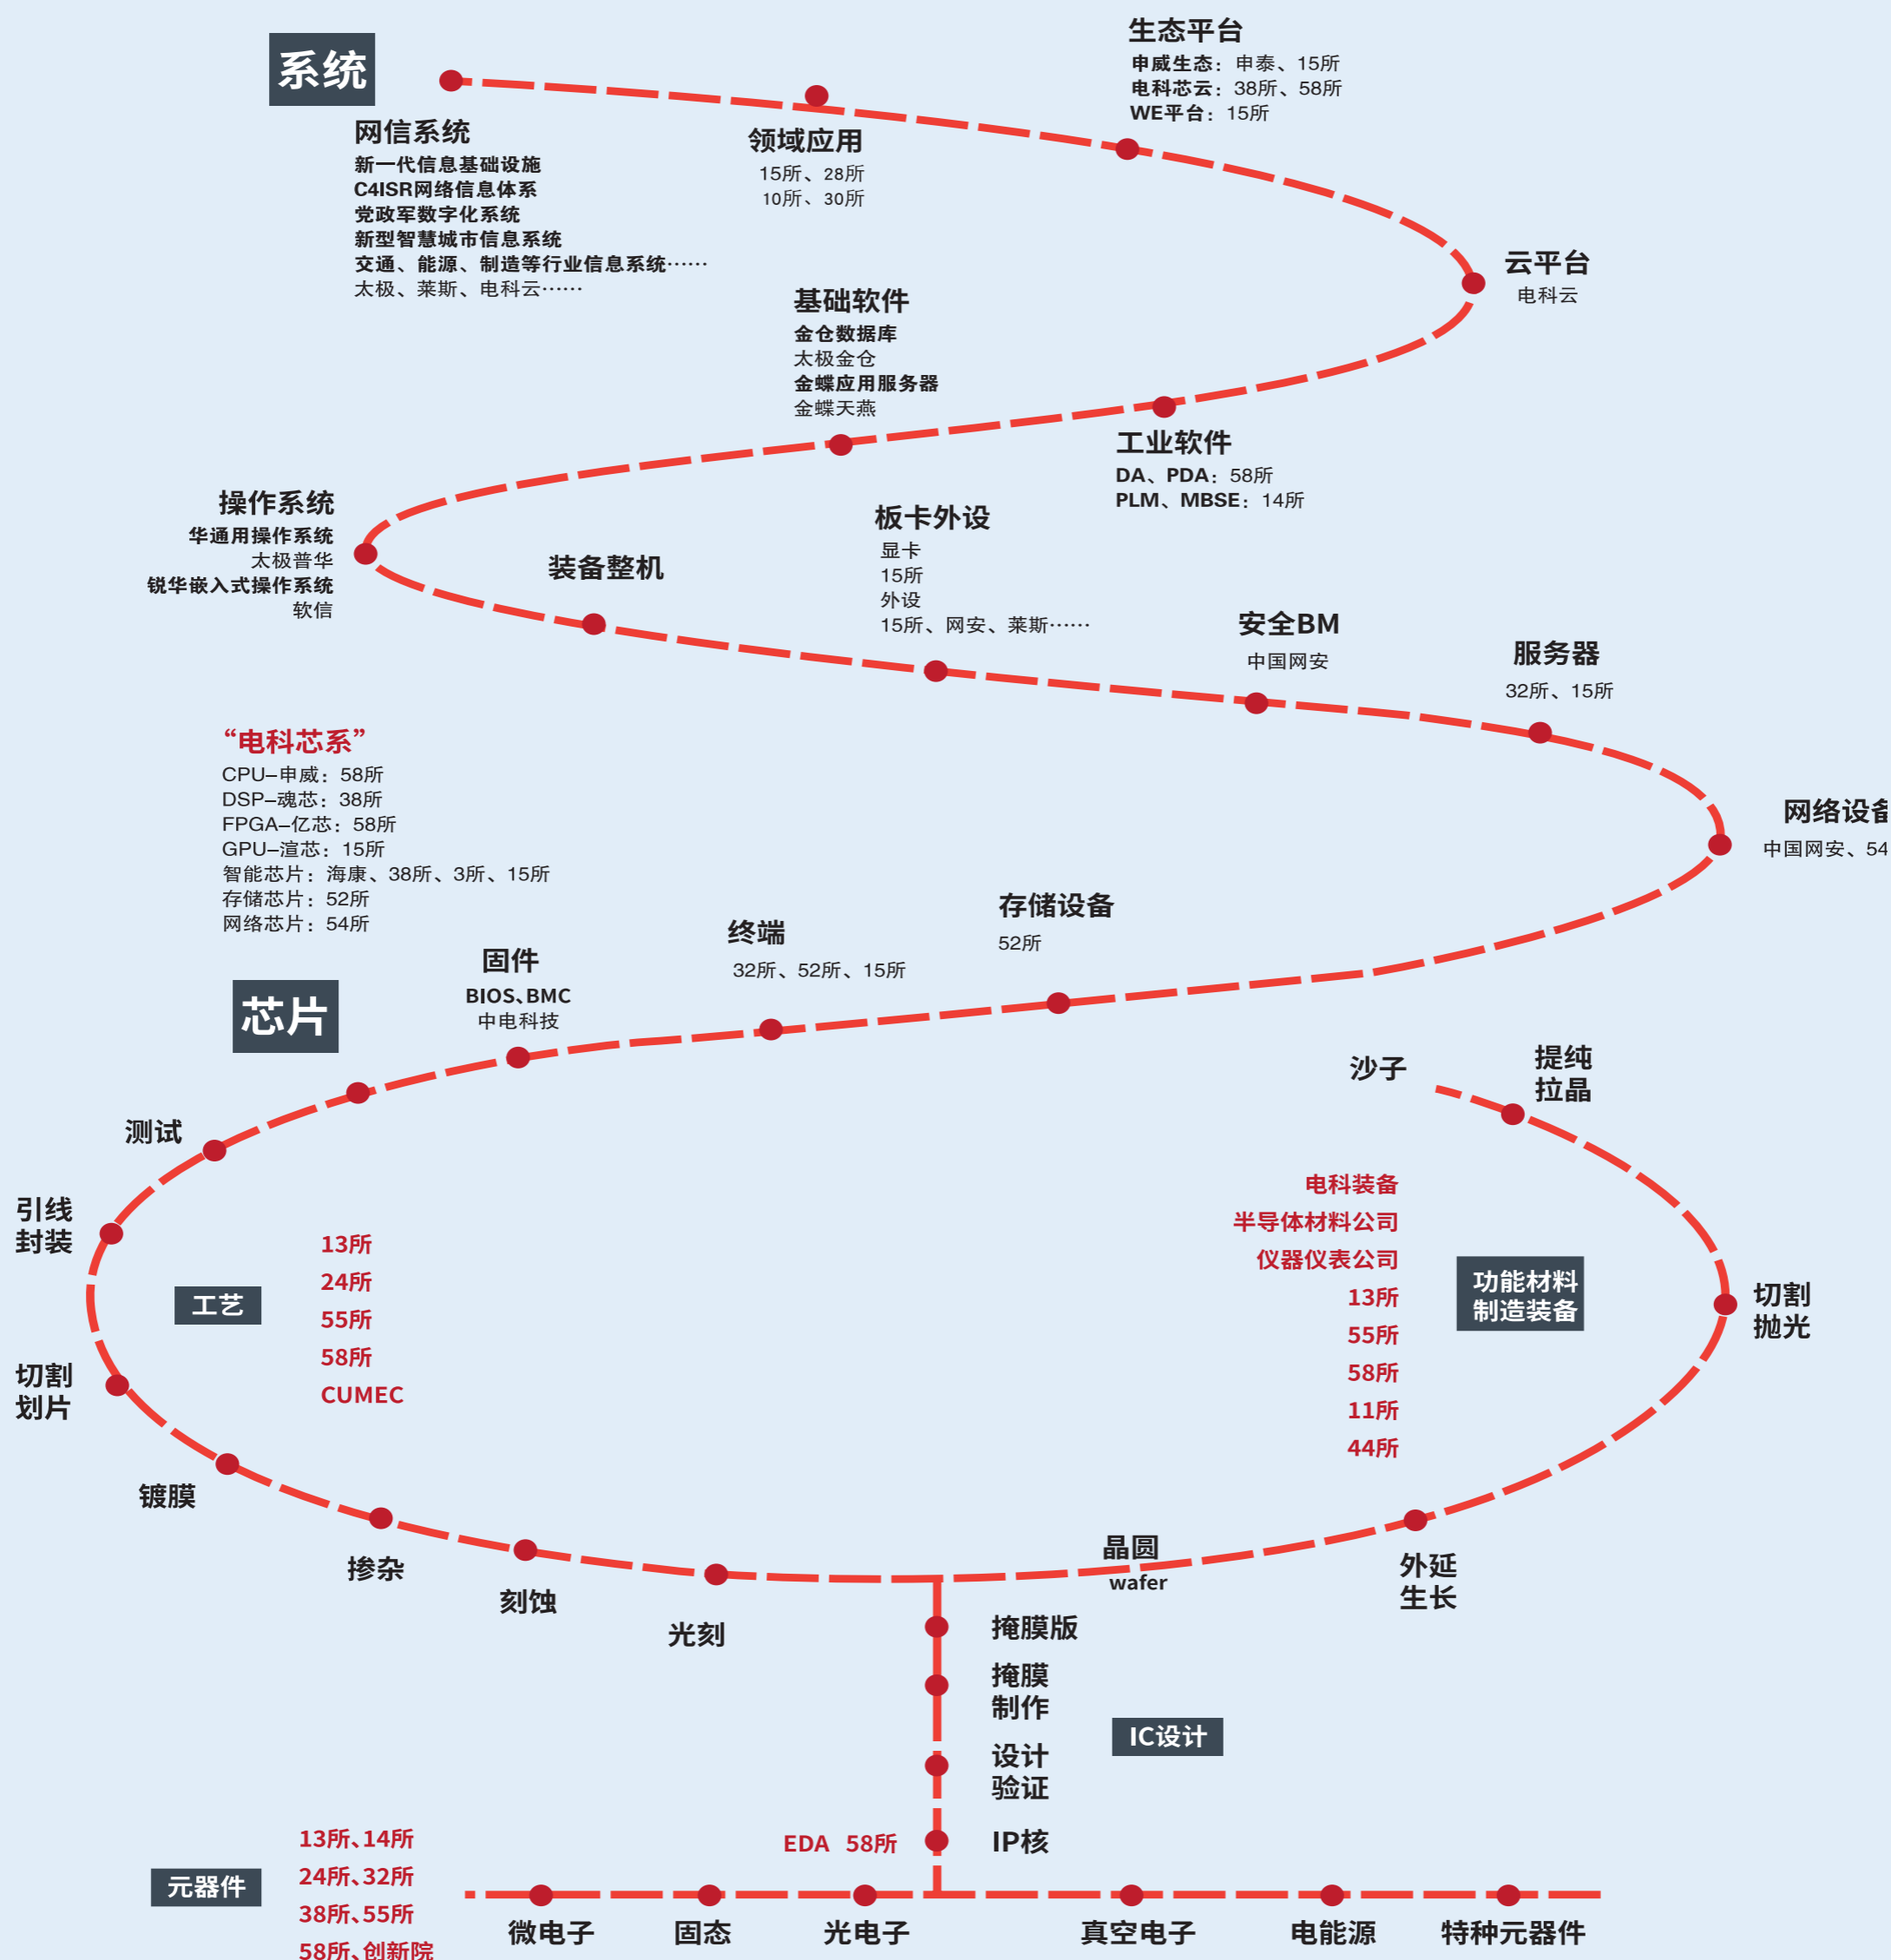 系统
网信系统
新一代信息基础设施
C4ISR网络信息体系
党政军数字化系统
新型智慧城市信息系统
交通、能源、制造等行业信息系统……
太极、莱斯、电科云……
领域应用
15所、28所
10所、30所
生态平台
申威生态：申泰、15所
电科芯云：38所、58所
WE平台：15所
云平台
电科云
基础软件
金仓数据库
太极金仓
金蝶应用服务器
金蝶天燕
工业软件
DA、PDA：58所
PLM、MBSE：14所
操作系统
华通用操作系统
太极普华
锐华嵌入式操作系统
软信
装备整机
板卡外设
显卡
15所
外设
15所、网安、莱斯……
安全BM
中国网安
服务器
32所、15所
网络设备
中国网安、54
“电科芯系”
CPU–申威：58所
DSP–魂芯：38所
FPGA–亿芯：58所
GPU–渲芯：15所
智能芯片：海康、38所、3所、15所
存储芯片：52所
网络芯片：54所
存储设备
52所
终端
32所、52所、15所
固件
BIOS、BMC
中电科技
芯片
测试
引线
封装
工艺
13所
24所
55所
58所
CUMEC
切割
划片
镀膜
掺杂
刻蚀
光刻
沙子
提纯
拉晶
电科装备
半导体材料公司
仪器仪表公司
13所
55所
58所
11所
44所
功能材料
制造装备
切割
抛光
外延
生长
晶圆
wafer
掩膜版
掩膜
制作
设计
验证
IC设计
EDA 58所
IP核
元器件
13所、14所
24所、32所
38所、55所
58所、创新院
微电子
固态
光电子
真空电子
电能源
特种元器件